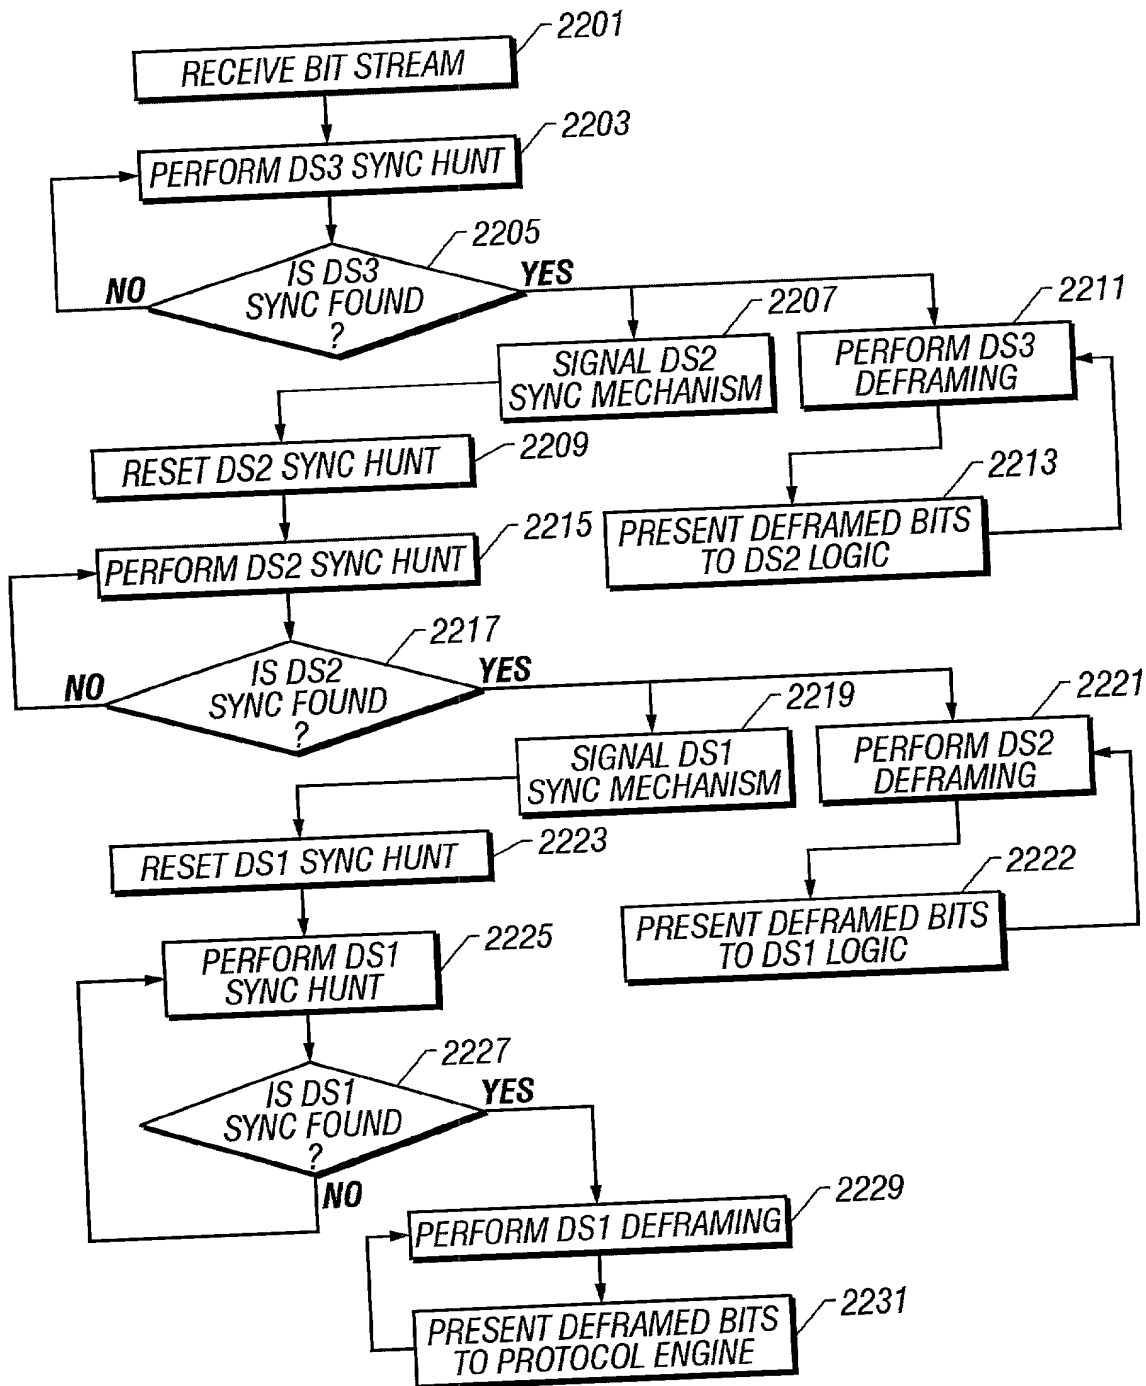 2201
RECEIVE BIT STREAM
2203
PERFORM DS3 SYNC HUNT
2205
IS DS3
SYNC FOUND
?
NO
YES
2207
SIGNAL DS2
SYNC MECHANISM
2211
PERFORM DS3
DEFRAMING
2209
RESET DS2 SYNC HUNT
2213
PRESENT DEFRAMED BITS
TO DS2 LOGIC
2215
PERFORM DS2 SYNC HUNT
2217
IS DS2
SYNC FOUND
?
NO
YES
2219
SIGNAL DS1
SYNC MECHANISM
2221
PERFORM DS2
DEFRAMING
2223
RESET DS1 SYNC HUNT
2222
PRESENT DEFRAMED BITS
TO DS1 LOGIC
2225
PERFORM DS1
SYNC HUNT
2227
IS DS1
SYNC FOUND
?
YES
NO
2229
PERFORM DS1 DEFRAMING
2231
PRESENT DEFRAMED BITS
TO PROTOCOL ENGINE